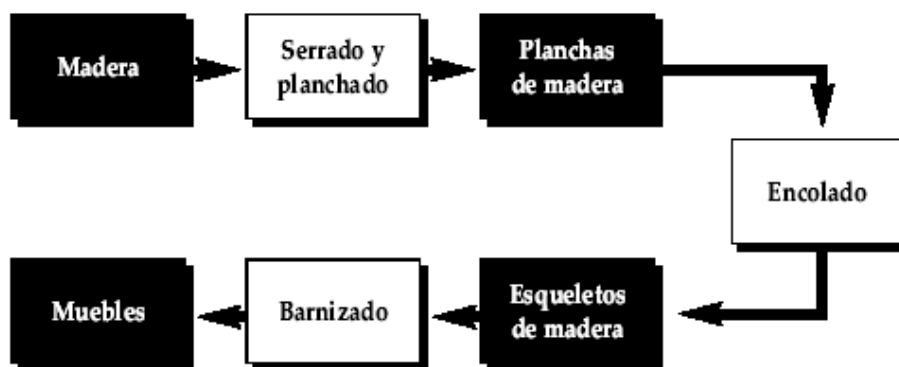 Madera
Serrado y
planchado
Planchas
de madera
Encolado
Esqueletos
de madera
Barnizado
Muebles